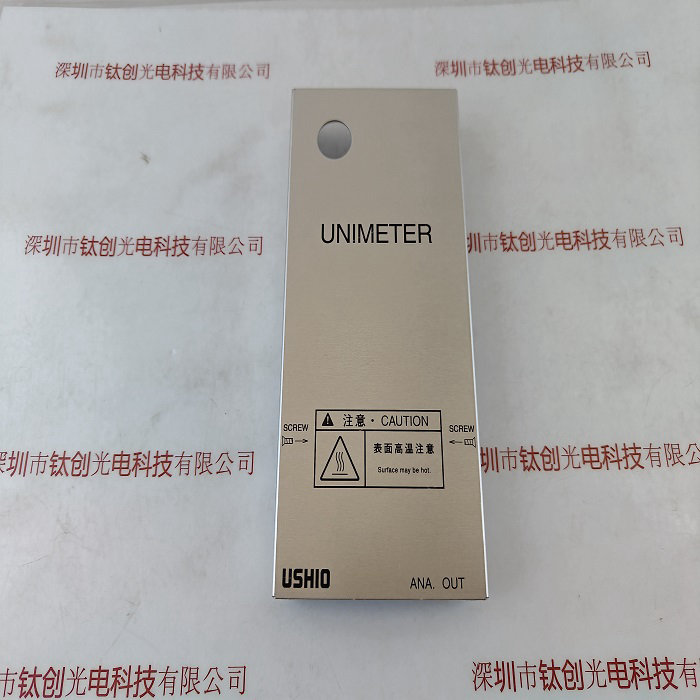 深圳市钛创光电科技有限公司
深圳市钛创光电科技有限公司
UNIMETER
深圳市钛创光电科技有限公司
圳市钛创光电科技有限公司
注意・CAUTION
SCREW
SCREW
表面高温注意
Surface may be hot.
深圳市钛创光电科技有限公司
深圳市钛创光电科技有限公司
USHIO
ANA. OUT
圳市钛创光电科技有限公司
深圳市钛创光电科技有限公司